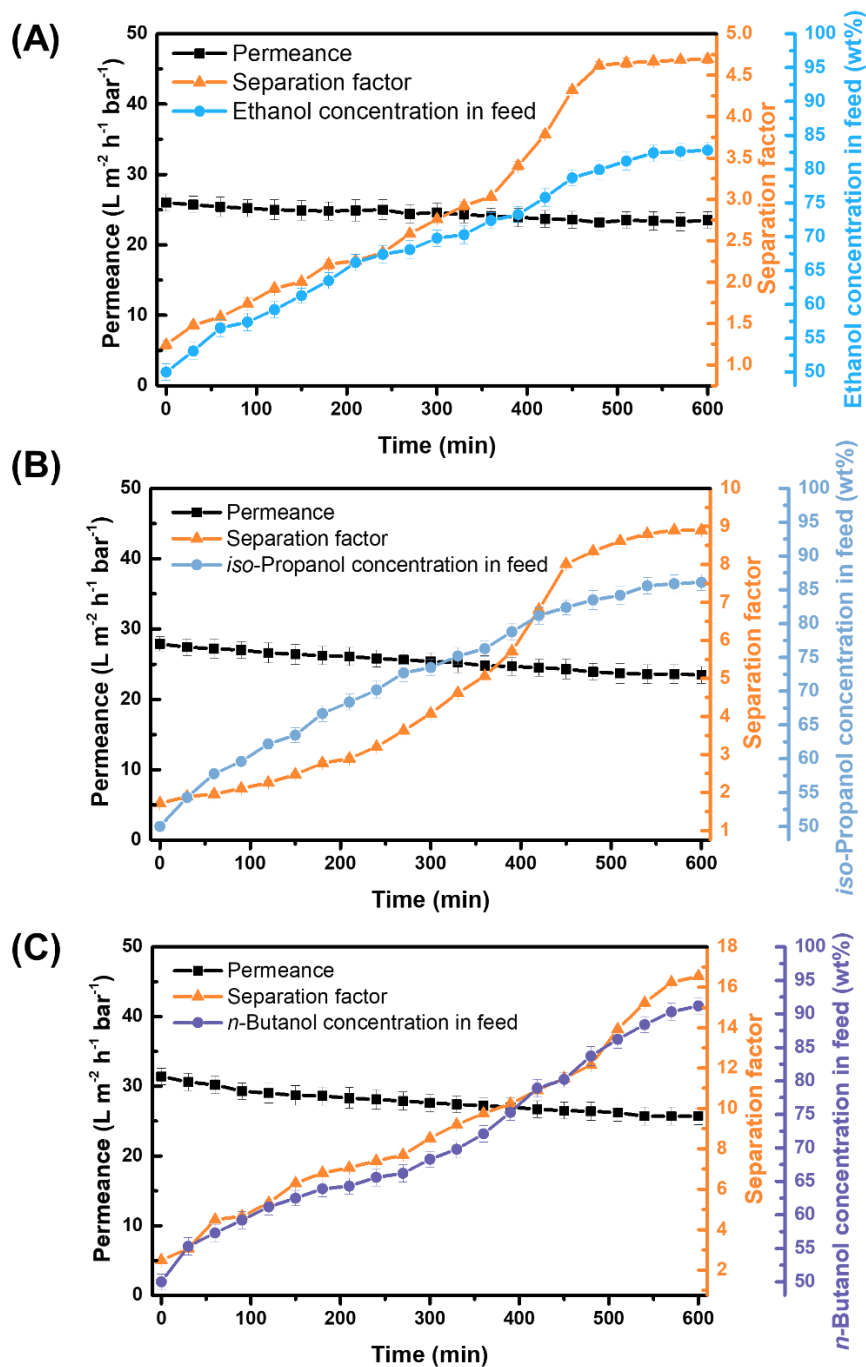 (A)
Permeance
Separation factor
Ethanol concentration in feed
Permeance (L m⁻² h⁻¹ bar⁻¹)
50
40
30
20
10
0
0 100 200 300 400 500 600
Time (min)
5.0
4.5
4.0
3.5
3.0
2.5
2.0
1.5
1.0
Separation factor
100
95
90
85
80
75
70
65
60
55
50
Ethanol concentration in feed (wt%)
(B)
Permeance
Separation factor
iso-Propanol concentration in feed
Permeance (L m⁻² h⁻¹ bar⁻¹)
50
40
30
20
10
0
0 100 200 300 400 500 600
Time (min)
10
9
8
7
6
5
4
3
2
1
Separation factor
100
95
90
85
80
75
70
65
60
55
50
iso-Propanol concentration in feed (wt%)
(C)
Permeance
Separation factor
n-Butanol concentration in feed
Permeance (L m⁻² h⁻¹ bar⁻¹)
50
40
30
20
10
0
0 100 200 300 400 500 600
Time (min)
18
16
14
12
10
8
6
4
2
Separation factor
100
95
90
85
80
75
70
65
60
55
50
n-Butanol concentration in feed (wt%)